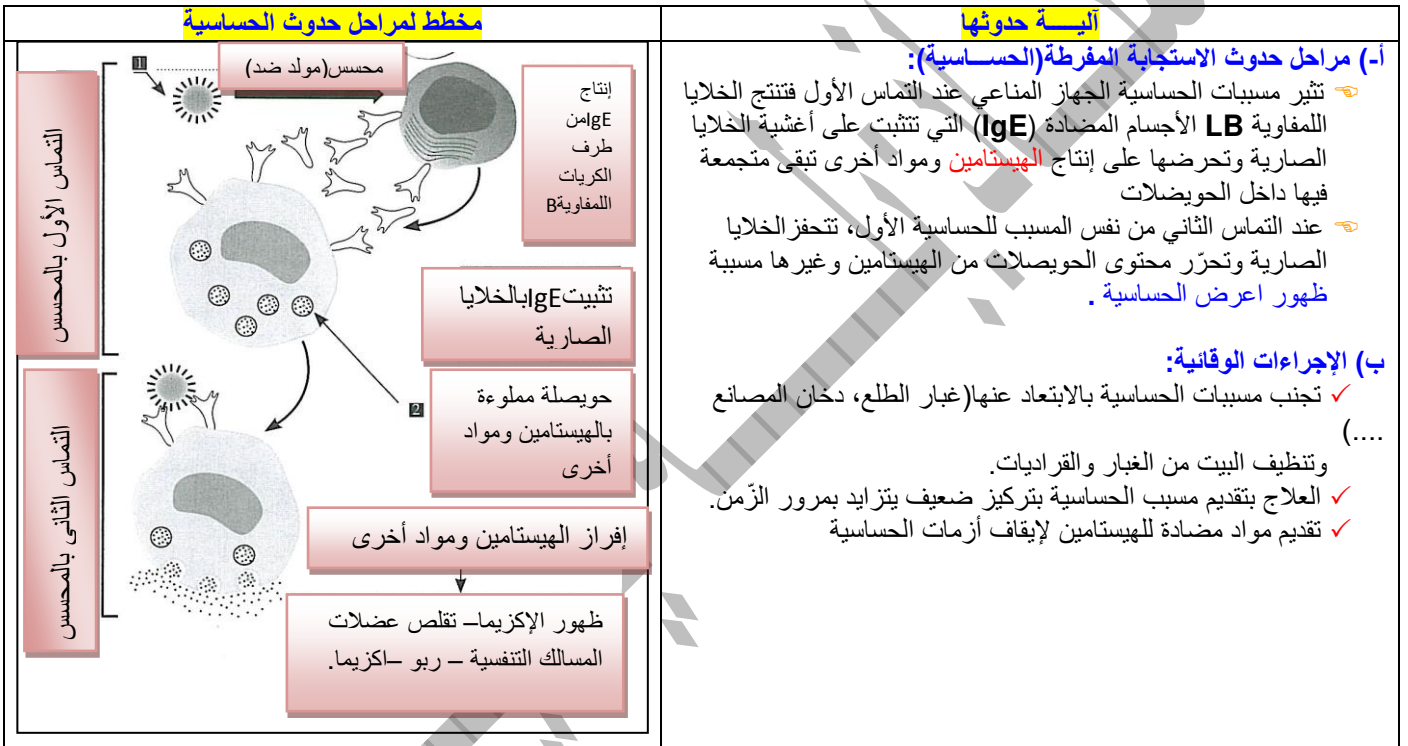 آليـــــة حدوثها
أ-) مراحل حدوث الاستجابة المفرطة(الحســـاسية):
تثير مسببات الحساسية الجهاز المناعي عند التماس الأول فتنتج الخلايا
اللمفاوية LB الأجسام المضادة (IgE) التي تتثبت على أغشية الخلايا
الصارية وتحرضها على إنتاج الهيستامين ومواد أخرى تبقى متجمعة
فيها داخل الحويضلات
عند التماس الثاني من نفس المسبب للحساسية الأول، تتحفزالخلايا
الصارية وتحرّر محتوى الحويصلات من الهيستامين وغيرها مسببة
ظهور اعرض الحساسية .
ب) الإجراءات الوقائية:
✓ تجنب مسببات الحساسية بالابتعاد عنها(غبار الطلع، دخان المصانع
....)
وتنظيف البيت من الغبار والقراديات.
✓ العلاج بتقديم مسبب الحساسية بتركيز ضعيف يتزايد بمرور الزّمن.
✓ تقديم مواد مضادة للهيستامين لإيقاف أزمات الحساسية
مخطط لمراحل حدوث الحساسية
التماس الأول بالمحسس
1
محسس(مولد ضد)
إنتاج
IgEمن
طرف
الكريات
اللمفاويةB
تثبيتIgEبالخلايا
الصارية
2
حويصلة مملوءة
بالهيستامين ومواد
أخرى
التماس الثاني بالمحسس
إفراز الهيستامين ومواد أخرى
ظهور الإكزيما– تقلص عضلات
المسالك التنفسية – ربو –اكزيما.